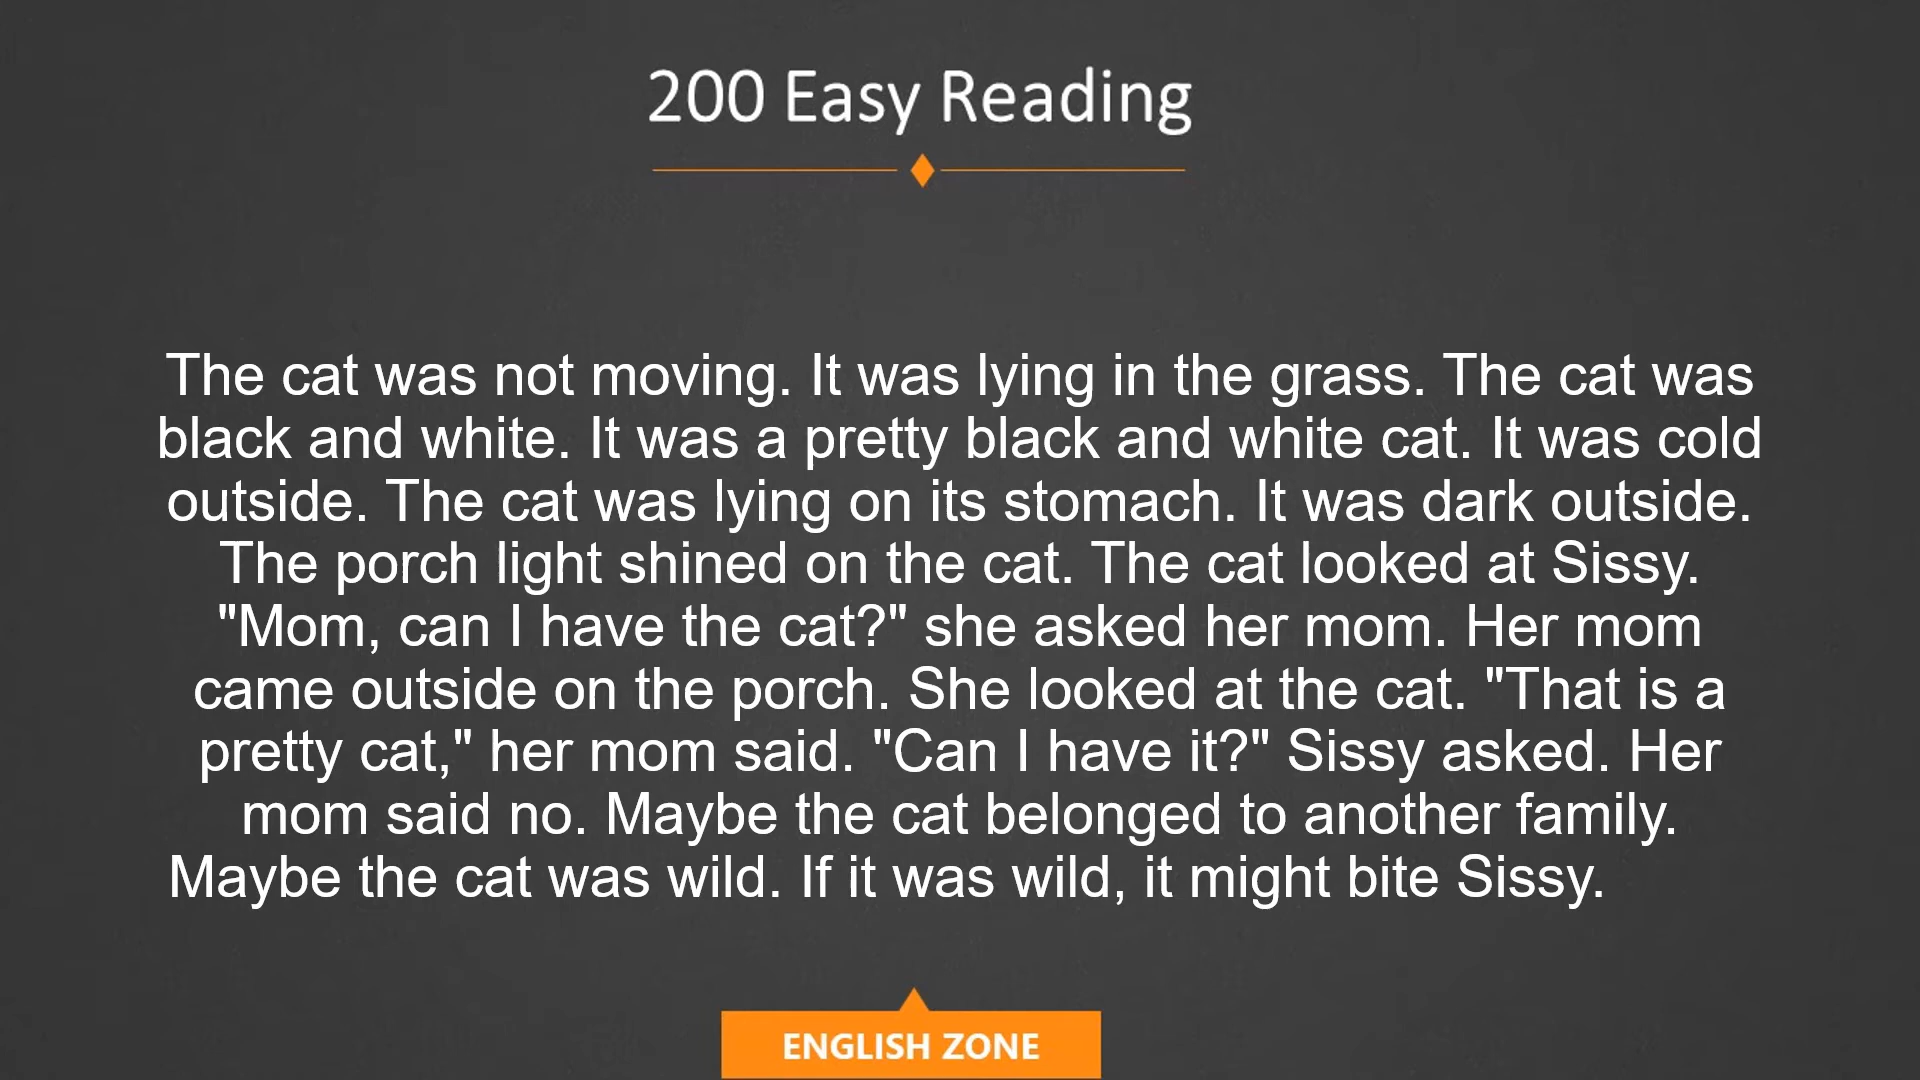 200 Easy Reading
The cat was not moving. It was lying in the grass. The cat was
black and white. It was a pretty black and white cat. It was cold
outside. The cat was lying on its stomach. It was dark outside.
The porch light shined on the cat. The cat looked at Sissy.
"Mom, can I have the cat?" she asked her mom. Her mom
came outside on the porch. She looked at the cat. "That is a
pretty cat," her mom said. "Can I have it?" Sissy asked. Her
mom said no. Maybe the cat belonged to another family.
Maybe the cat was wild. If it was wild, it might bite Sissy.
ENGLISH ZONE